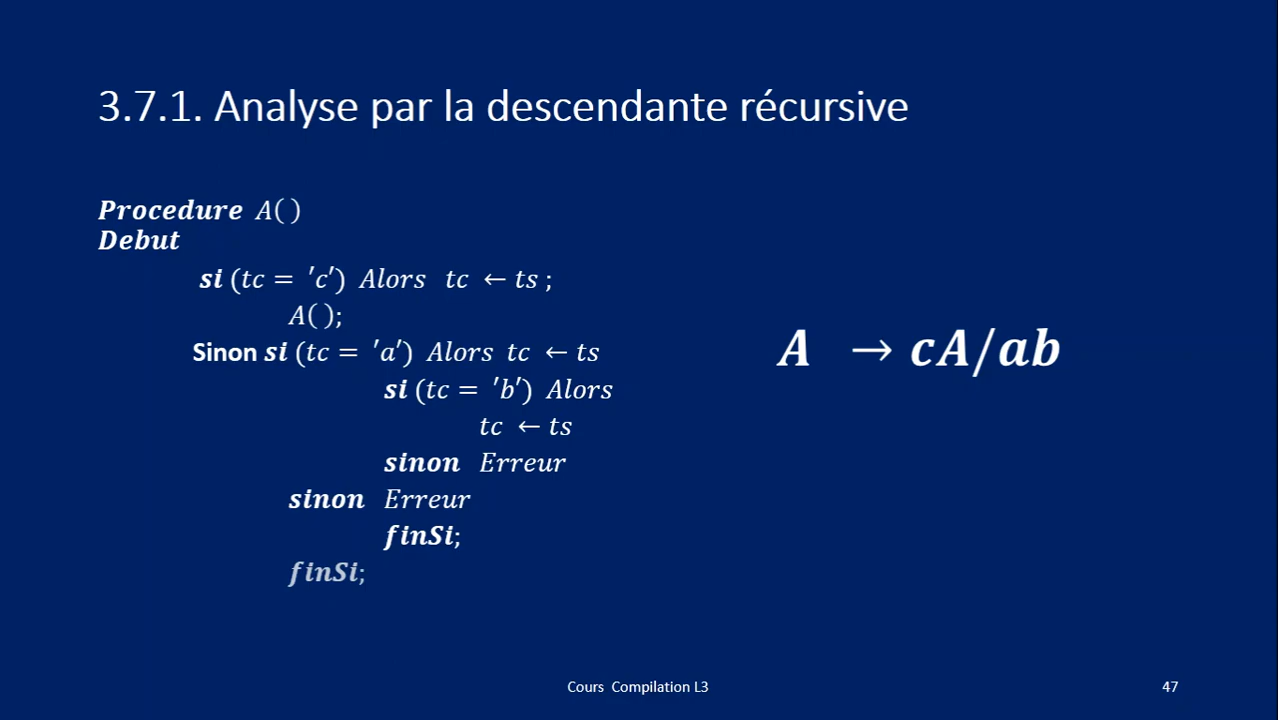 3.7.1. Analyse par la descendante récursive
Procedure A( )
Debut
si (tc = 'c') Alors tc ← ts ;
A( );
Sinon si (tc = 'a') Alors tc ← ts
A → cA/ab
si (tc = 'b') Alors
tc ← ts
sinon Erreur
sinon Erreur
finSi;
finSi;
Cours Compilation L3
47